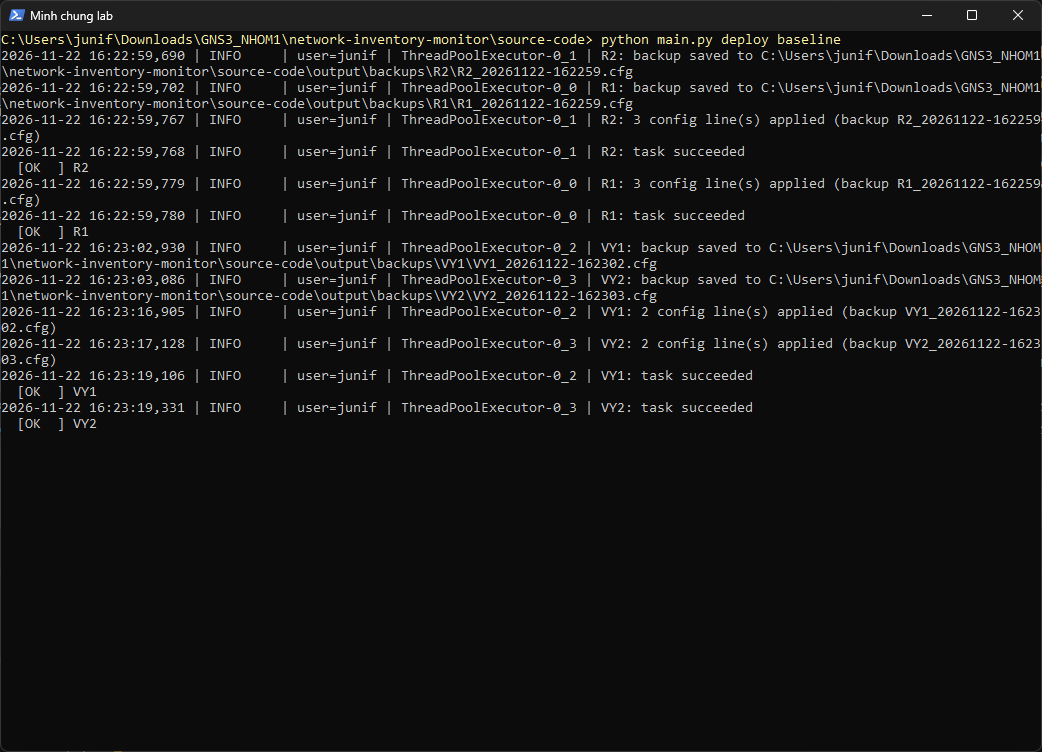 Minh chung lab
C:\Users\junif\Downloads\GNS3_NHOM1\network-inventory-monitor\source-code> python main.py deploy baseline
2026-11-22 16:22:59,690 | INFO     | user=junif | ThreadPoolExecutor-0_1 | R2: backup saved to C:\Users\junif\Downloads\GNS3_NHOM1
\network-inventory-monitor\source-code\output\backups\R2\R2_20261122-162259.cfg
2026-11-22 16:22:59,702 | INFO     | user=junif | ThreadPoolExecutor-0_0 | R1: backup saved to C:\Users\junif\Downloads\GNS3_NHOM1
\network-inventory-monitor\source-code\output\backups\R1\R1_20261122-162259.cfg
2026-11-22 16:22:59,767 | INFO     | user=junif | ThreadPoolExecutor-0_1 | R2: 3 config line(s) applied (backup R2_20261122-162259
.cfg)
2026-11-22 16:22:59,768 | INFO     | user=junif | ThreadPoolExecutor-0_1 | R2: task succeeded
  [OK  ] R2
2026-11-22 16:22:59,779 | INFO     | user=junif | ThreadPoolExecutor-0_0 | R1: 3 config line(s) applied (backup R1_20261122-162259
.cfg)
2026-11-22 16:22:59,780 | INFO     | user=junif | ThreadPoolExecutor-0_0 | R1: task succeeded
  [OK  ] R1
2026-11-22 16:23:02,930 | INFO     | user=junif | ThreadPoolExecutor-0_2 | VY1: backup saved to C:\Users\junif\Downloads\GNS3_NHOM
1\network-inventory-monitor\source-code\output\backups\VY1\VY1_20261122-162302.cfg
2026-11-22 16:23:03,086 | INFO     | user=junif | ThreadPoolExecutor-0_3 | VY2: backup saved to C:\Users\junif\Downloads\GNS3_NHOM
1\network-inventory-monitor\source-code\output\backups\VY2\VY2_20261122-162303.cfg
2026-11-22 16:23:16,905 | INFO     | user=junif | ThreadPoolExecutor-0_2 | VY1: 2 config line(s) applied (backup VY1_20261122-1623
02.cfg)
2026-11-22 16:23:17,128 | INFO     | user=junif | ThreadPoolExecutor-0_3 | VY2: 2 config line(s) applied (backup VY2_20261122-1623
03.cfg)
2026-11-22 16:23:19,106 | INFO     | user=junif | ThreadPoolExecutor-0_2 | VY1: task succeeded
  [OK  ] VY1
2026-11-22 16:23:19,331 | INFO     | user=junif | ThreadPoolExecutor-0_3 | VY2: task succeeded
  [OK  ] VY2